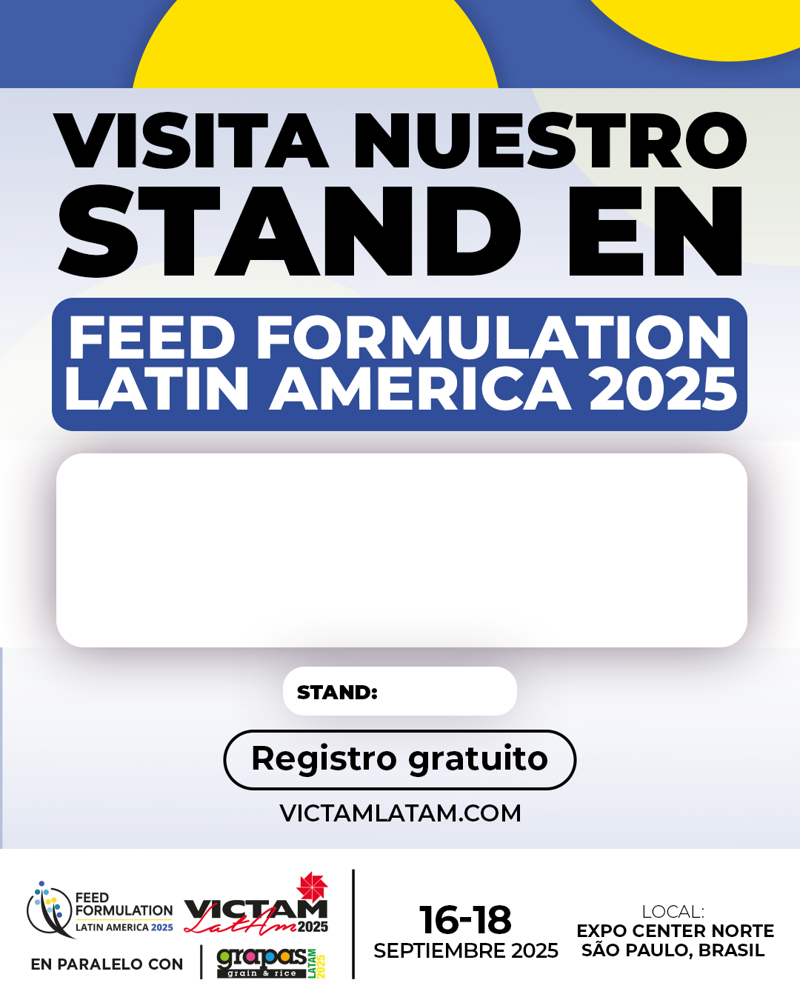 VISITA NUESTRO
STAND EN
FEED FORMULATION
LATIN AMERICA 2025
STAND:
Registro gratuito
VICTAMLATAM.COM
FEED
FORMULATION
LATIN AMERICA 2025
VICTAM
LatAm 2025
EN PARALELO CON
grapas
grain & rice
LATAM
2025
16-18
SEPTIEMBRE 2025
LOCAL:
EXPO CENTER NORTE
SÃO PAULO, BRASIL